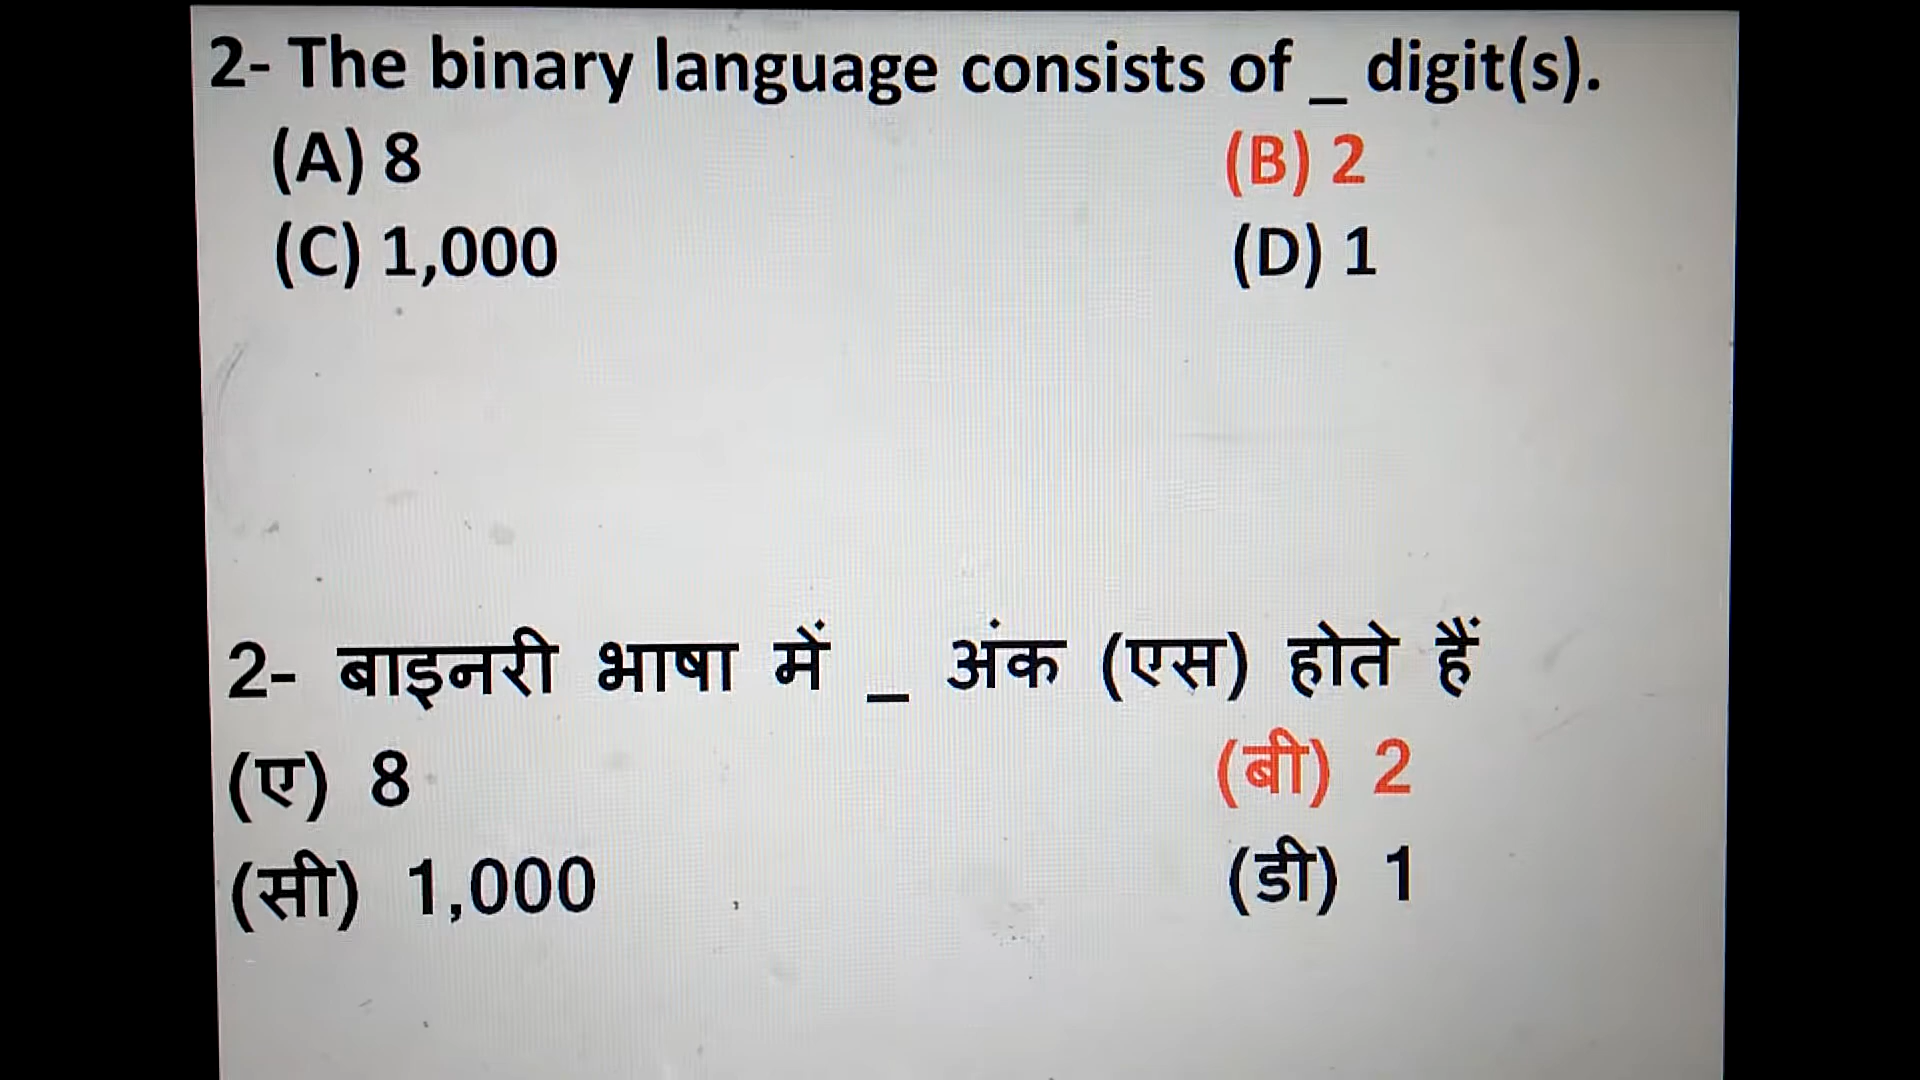 2- The binary language consists of _ digit(s).
(A) 8 (B) 2
(C) 1,000 (D) 1
2- बाइनरी भाषा में _ अंक (एस) होते हैं
(ए) 8 (बी) 2
(सी) 1,000 (डी) 1